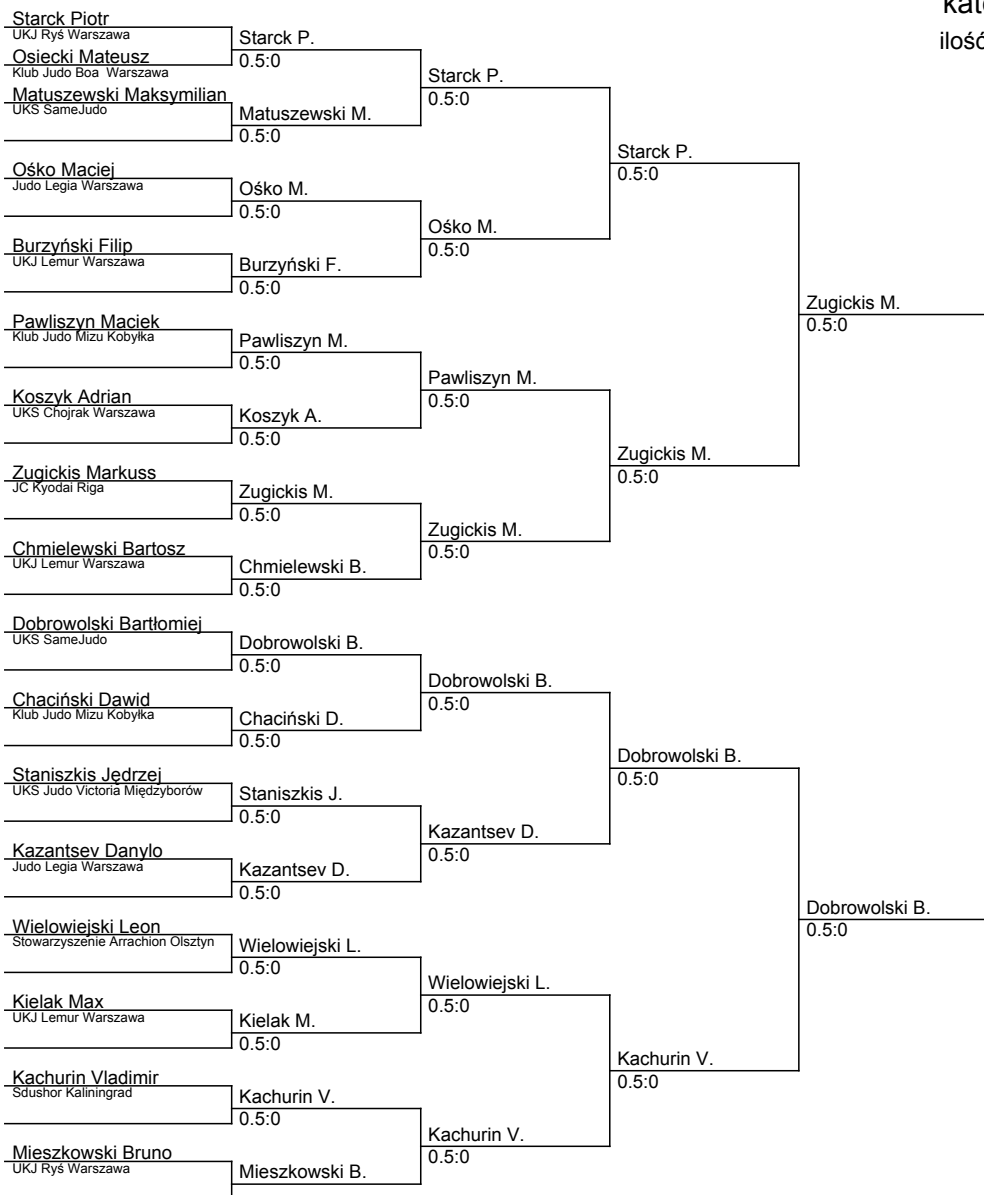 kate
ilość
Starck Piotr
UKJ Ryś Warszawa
Osiecki Mateusz
Klub Judo Boa Warszawa
Matuszewski Maksymilian
UKS SameJudo
Ośko Maciej
Judo Legia Warszawa
Burzyński Filip
UKJ Lemur Warszawa
Pawliszyn Maciek
Klub Judo Mizu Kobyłka
Koszyk Adrian
UKS Chojrak Warszawa
Zugickis Markuss
JC Kyodai Riga
Chmielewski Bartosz
UKJ Lemur Warszawa
Dobrowolski Bartłomiej
UKS SameJudo
Chaciński Dawid
Klub Judo Mizu Kobyłka
Staniszkis Jędrzej
UKS Judo Victoria Międzyborów
Kazantsev Danylo
Judo Legia Warszawa
Wielowiejski Leon
Stowarzyszenie Arrachion Olsztyn
Kielak Max
UKJ Lemur Warszawa
Kachurin Vladimir
Sdushor Kaliningrad
Mieszkowski Bruno
UKJ Ryś Warszawa
Starck P.
0.5:0
Matuszewski M.
0.5:0
Ośko M.
0.5:0
Burzyński F.
0.5:0
Pawliszyn M.
0.5:0
Koszyk A.
0.5:0
Zugickis M.
0.5:0
Chmielewski B.
0.5:0
Dobrowolski B.
0.5:0
Chaciński D.
0.5:0
Staniszkis J.
0.5:0
Kazantsev D.
0.5:0
Wielowiejski L.
0.5:0
Kielak M.
0.5:0
Kachurin V.
0.5:0
Mieszkowski B.
Starck P.
0.5:0
Ośko M.
0.5:0
Pawliszyn M.
0.5:0
Zugickis M.
0.5:0
Dobrowolski B.
0.5:0
Kazantsev D.
0.5:0
Wielowiejski L.
0.5:0
Kachurin V.
0.5:0
Starck P.
0.5:0
Zugickis M.
0.5:0
Dobrowolski B.
0.5:0
Kachurin V.
0.5:0
Zugickis M.
0.5:0
Dobrowolski B.
0.5:0